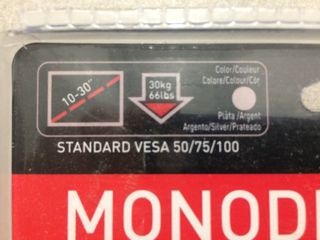 10-30"
30kg
66lbs
Color/Couleur
Colore/Colour/Cor
Plata/Argent
Argento/Silver/Prateado
STANDARD VESA 50/75/100